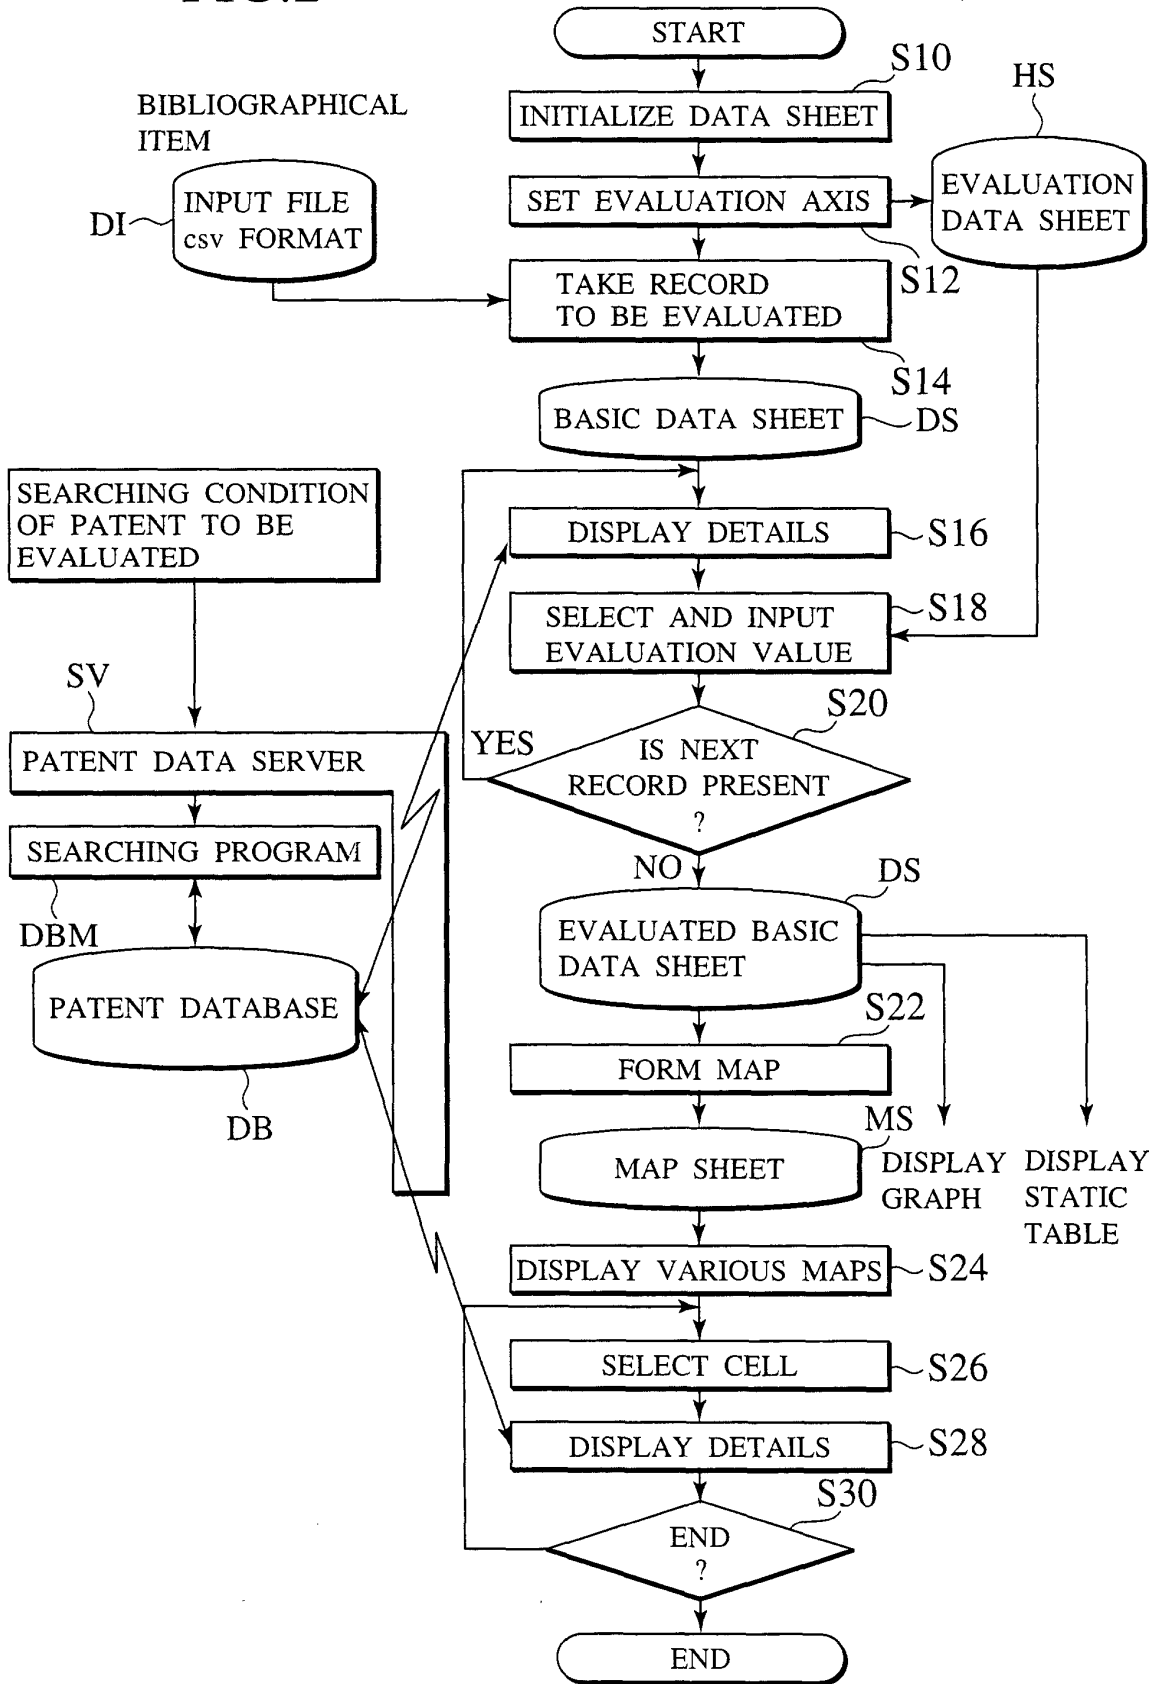 START
S10
INITIALIZE DATA SHEET
HS
BIBLIOGRAPHICAL
ITEM
INPUT FILE
csv FORMAT
DI
SET EVALUATION AXIS
S12
EVALUATION
DATA SHEET
TAKE RECORD
TO BE EVALUATED
S14
BASIC DATA SHEET
DS
SEARCHING CONDITION
OF PATENT TO BE
EVALUATED
DISPLAY DETAILS
S16
SELECT AND INPUT
EVALUATION VALUE
S18
SV
PATENT DATA SERVER
S20
YES
IS NEXT
RECORD PRESENT
?
NO
SEARCHING PROGRAM
DBM
PATENT DATABASE
DB
DS
EVALUATED BASIC
DATA SHEET
S22
FORM MAP
MS
MAP SHEET
DISPLAY
GRAPH
DISPLAY
STATIC
TABLE
DISPLAY VARIOUS MAPS
S24
SELECT CELL
S26
DISPLAY DETAILS
S28
S30
END
?
END